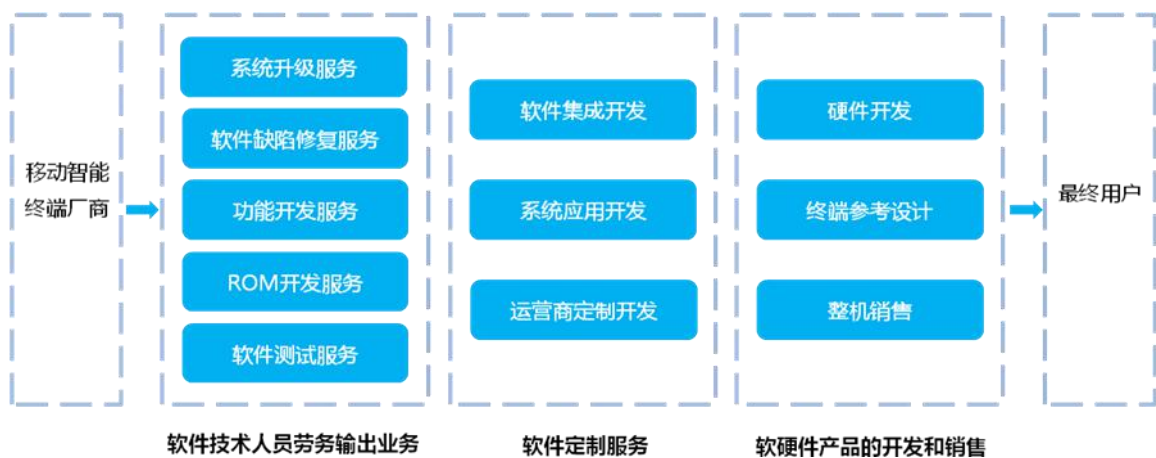 移动智能
终端厂商
系统升级服务
软件缺陷修复服务
功能开发服务
ROM开发服务
软件测试服务
软件技术人员劳务输出业务
软件集成开发
系统应用开发
运营商定制开发
软件定制服务
硬件开发
终端参考设计
整机销售
软硬件产品的开发和销售
最终用户